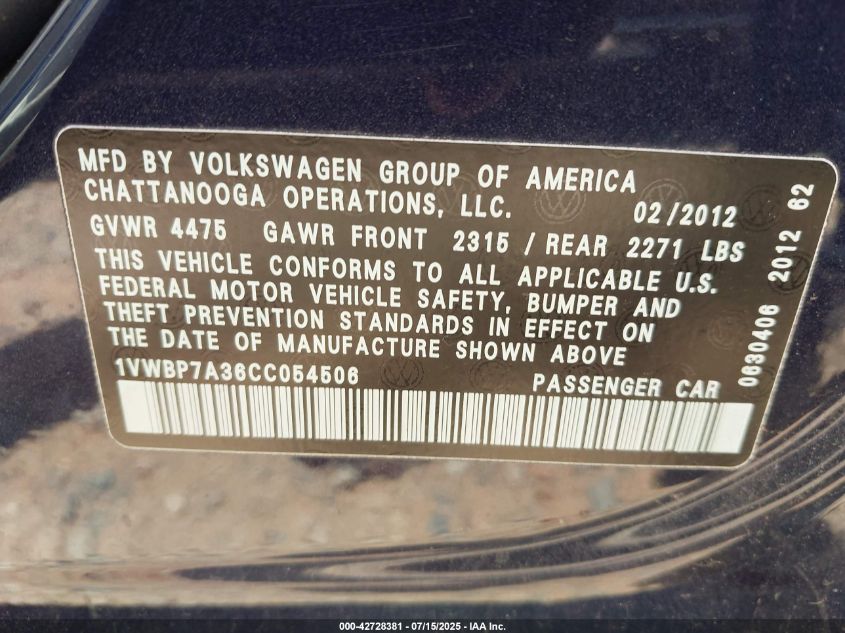 MFD BY VOLKSWAGEN GROUP OF AMERICA
CHATTANOOGA OPERATIONS, LLC. 02/2012
GVWR 4475 GAWR FRONT 2315 / REAR 2271 LBS
THIS VEHICLE CONFORMS TO ALL APPLICABLE U.S.
FEDERAL MOTOR VEHICLE SAFETY, BUMPER AND
THEFT PREVENTION STANDARDS IN EFFECT ON
THE DATE OF MANUFACTURE SHOWN ABOVE
1VWBP7A36CC054506 PASSENGER CAR
0630406 2012 62
000-42728381 - 07/15/2025 - IAA Inc.